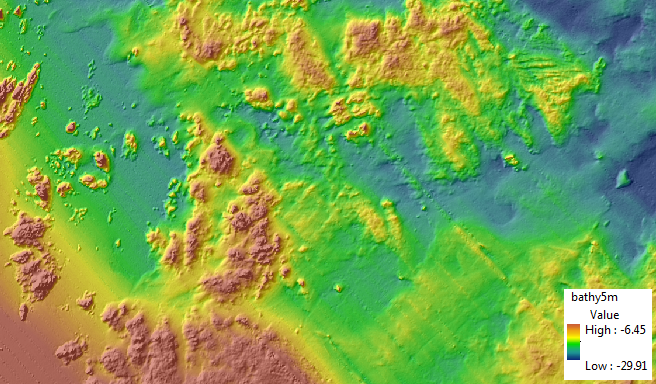 bathy5m
Value
High : -6.45
Low : -29.91